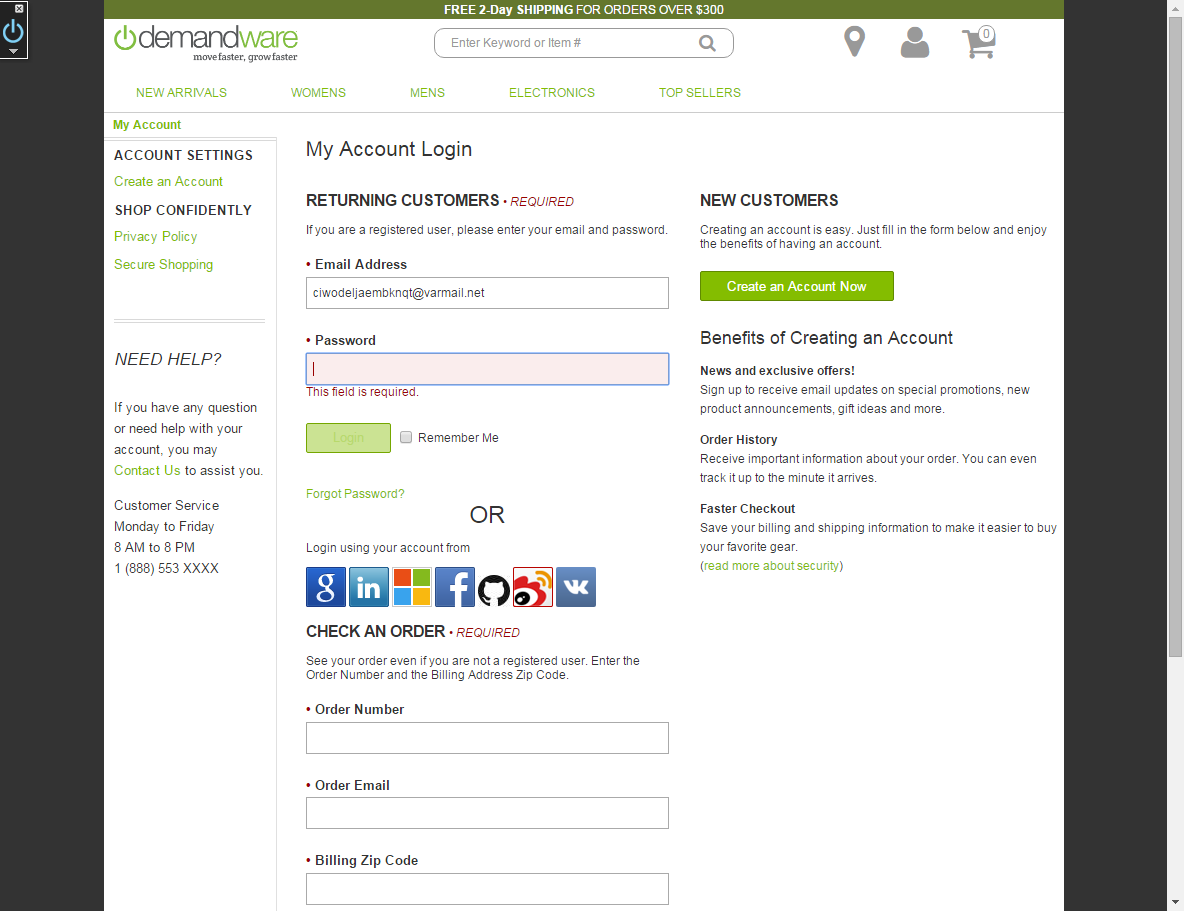 FREE 2-Day SHIPPING FOR ORDERS OVER $300
demandware
move faster, grow faster
Enter Keyword or Item #
0
NEW ARRIVALS
WOMENS
MENS
ELECTRONICS
TOP SELLERS
My Account
ACCOUNT SETTINGS
Create an Account
SHOP CONFIDENTLY
Privacy Policy
Secure Shopping
NEED HELP?
If you have any question
or need help with your
account, you may
Contact Us to assist you.
Customer Service
Monday to Friday
8 AM to 8 PM
1 (888) 553 XXXX
My Account Login
RETURNING CUSTOMERS • REQUIRED
If you are a registered user, please enter your email and password.
• Email Address
ciwodeljaembknqt@varmail.net
• Password
This field is required.
Login
Remember Me
Forgot Password?
OR
Login using your account from
g
in
f
CHECK AN ORDER • REQUIRED
See your order even if you are not a registered user. Enter the
Order Number and the Billing Address Zip Code.
• Order Number
• Order Email
• Billing Zip Code
NEW CUSTOMERS
Creating an account is easy. Just fill in the form below and enjoy
the benefits of having an account.
Create an Account Now
Benefits of Creating an Account
News and exclusive offers!
Sign up to receive email updates on special promotions, new
product announcements, gift ideas and more.
Order History
Receive important information about your order. You can even
track it up to the minute it arrives.
Faster Checkout
Save your billing and shipping information to make it easier to buy
your favorite gear.
(read more about security)